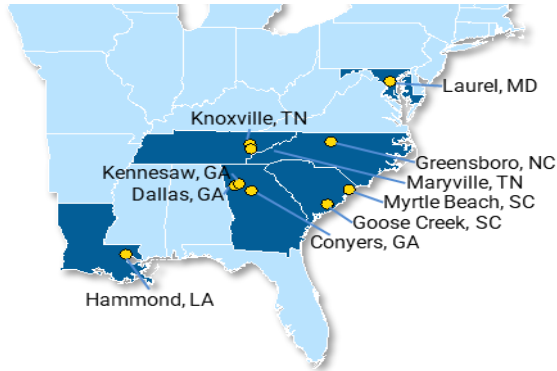 Laurel, MD
Knoxville, TN
Greensboro, NC
Kennesaw, GA
Maryville, TN
Dallas, GA
Myrtle Beach, SC
Goose Creek, SC
Conyers, GA
Hammond, LA